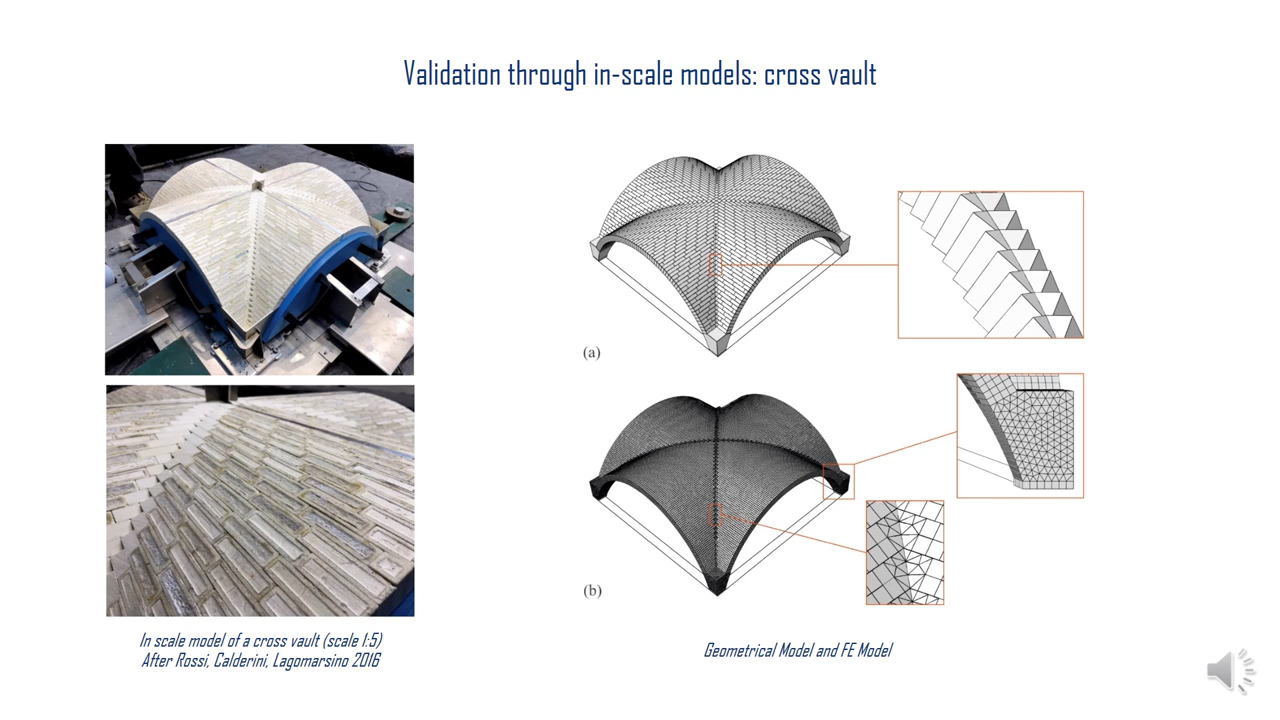 Validation through in-scale models: cross vault
(a)
(b)
In scale model of a cross vault (scale 1:5)
After Rossi, Calderini, Lagomarsino 2016
Geometrical Model and FE Model